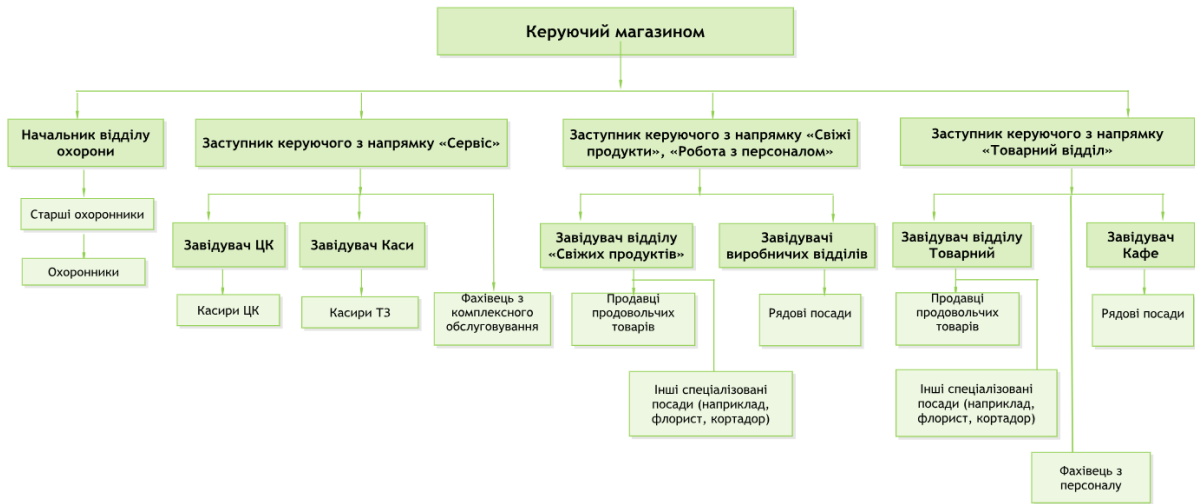 Керуючий магазином
Начальник відділу
охорони
Заступник керуючого з напрямку «Сервіс»
Заступник керуючого з напрямку «Свіжі
продукти», «Робота з персоналом»
Заступник керуючого з напрямку
«Товарний відділ»
Старші охоронники
Охоронники
Завідувач ЦК
Завідувач Каси
Завідувач відділу
«Свіжих продуктів»
Завідувачі
виробничих відділів
Завідувач відділу
Товарний
Завідувач
Кафе
Касири ЦК
Касири ТЗ
Фахівець з
комплексного
обслуговування
Продавці
продовольчих
товарів
Рядові посади
Продавці
продовольчих
товарів
Рядові посади
Інші спеціалізовані
посади (наприклад,
флорист, кортадор)
Інші спеціалізовані
посади (наприклад,
флорист, кортадор)
Фахівець з
персоналу